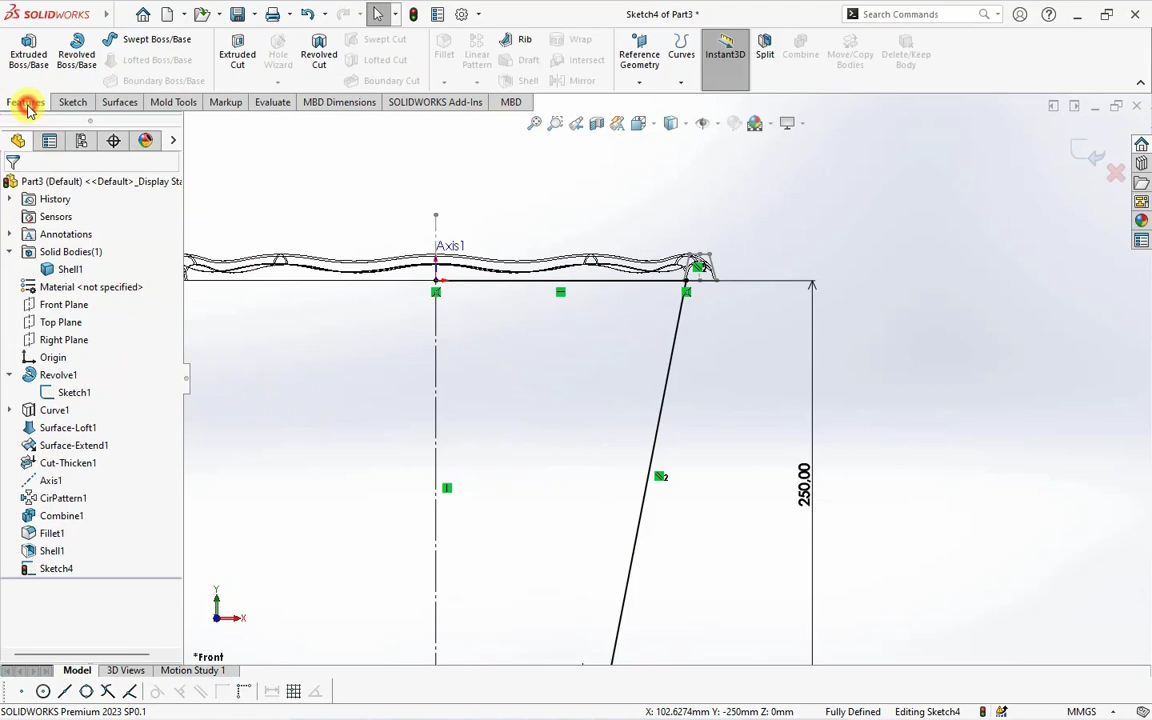 SOLIDWORKS
Sketch4 of Part3 *
Search Commands
Extruded Boss/Base
Revolved Boss/Base
Swept Boss/Base
Lofted Boss/Base
Boundary Boss/Base
Extruded Cut
Hole Wizard
Revolved Cut
Swept Cut
Lofted Cut
Boundary Cut
Fillet
Linear Pattern
Rib
Draft
Shell
Wrap
Intersect
Mirror
Reference Geometry
Curves
Instant3D
Split
Combine
Move/Copy Bodies
Delete/Keep Body
Features
Sketch
Surfaces
Mold Tools
Markup
Evaluate
MBD Dimensions
SOLIDWORKS Add-Ins
MBD
Part3 (Default) <<Default>_Display Sta
History
Sensors
Annotations
Solid Bodies(1)
Shell1
Material <not specified>
Front Plane
Top Plane
Right Plane
Origin
Revolve1
Sketch1
Curve1
Surface-Loft1
Surface-Extend1
Cut-Thicken1
Axis1
CirPattern1
Combine1
Fillet1
Shell1
Sketch4
Axis1
2
2
250,00
Y
X
*Front
Model
3D Views
Motion Study 1
SOLIDWORKS Premium 2023 SP0.1
X: 102.6274mm Y: -250mm Z: 0mm
Fully Defined
Editing Sketch4
MMGS